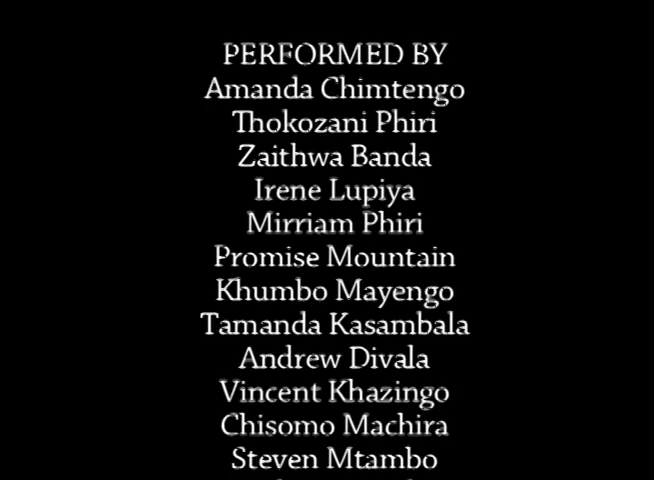 PERFORMED BY
Amanda Chimtengo
Thokozani Phiri
Zaithwa Banda
Irene Lupiya
Mirriam Phiri
Promise Mountain
Khumbo Mayengo
Tamanda Kasambala
Andrew Divala
Vincent Khazingo
Chisomo Machira
Steven Mtambo